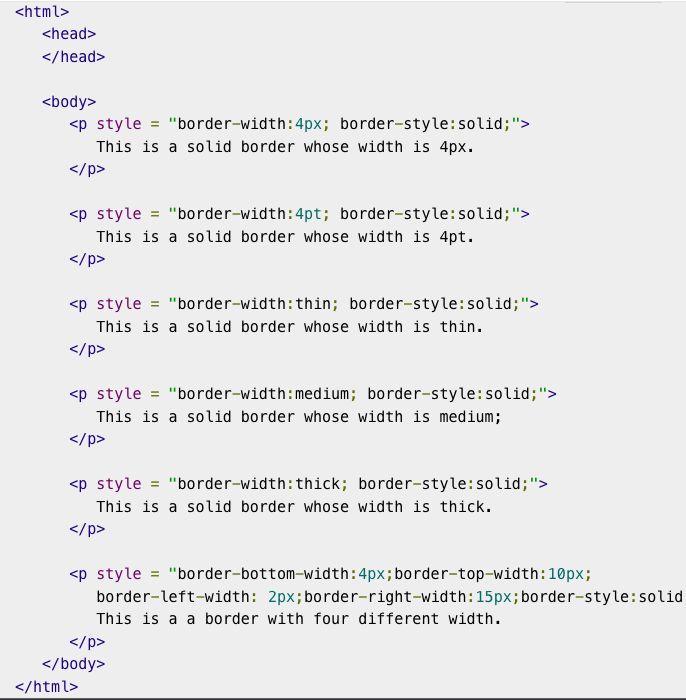 <html>
<head>
</head>
<body>
<p style = "border-width:4px; border-style:solid;">
This is a solid border whose width is 4px.
</p>
<p style = "border-width:4pt; border-style:solid;">
This is a solid border whose width is 4pt.
</p>
<p style = "border-width:thin; border-style:solid;">
This is a solid border whose width is thin.
</p>
<p style = "border-width:medium; border-style:solid;">
This is a solid border whose width is medium;
</p>
<p style = "border-width:thick; border-style:solid;">
This is a solid border whose width is thick.
</p>
<p style = "border-bottom-width:4px;border-top-width:10px;
border-left-width: 2px;border-right-width:15px;border-style:solid
This is a a border with four different width.
</p>
</body>
</html>